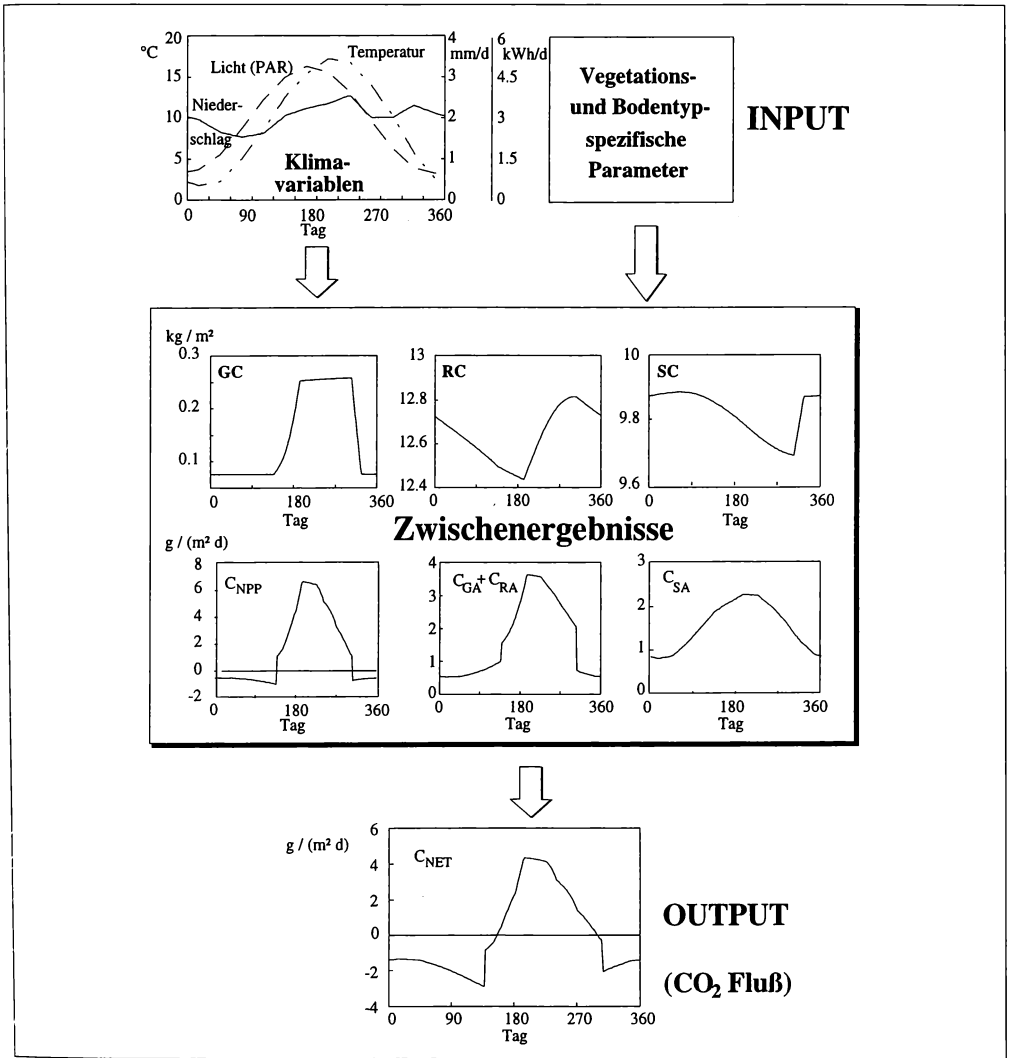 °C
20
15
10
5
0
Licht (PAR)
Temperatur
Nieder-
schlag
Klima-
variablen
0 90 180 270 360
Tag
4
mm/d
3
2
1
0
6
kWh/d
4.5
3
1.5
0
Vegetations-
und Bodentyp-
spezifische
Parameter
INPUT
kg / m²
0.3
0.2
0.1
GC
0 180 360
Tag
13
12.8
12.6
12.4
RC
0 180 360
Tag
10
9.8
9.6
SC
0 180 360
Tag
Zwischenergebnisse
g / (m² d)
8
6
4
2
0
-2
C_NPP
0 180 360
Tag
4
3
2
1
0
C_GA + C_RA
0 180 360
Tag
3
2
1
0
C_SA
0 180 360
Tag
g / (m² d)
6
4
2
0
-2
-4
C_NET
0 90 180 270 360
Tag
OUTPUT
(CO₂ Fluß)